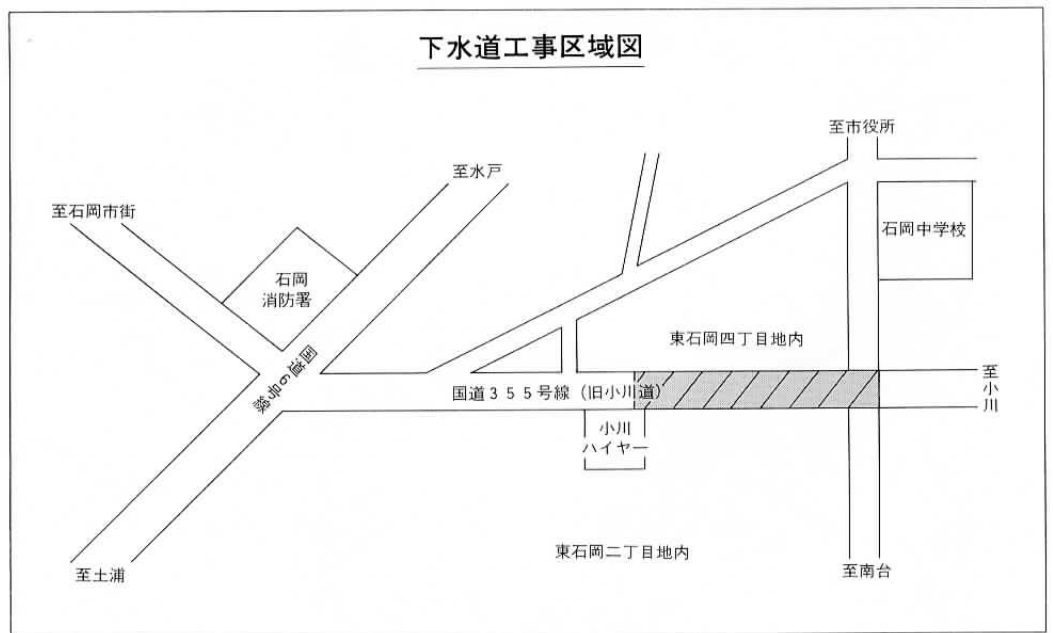 下水道工事区域図
至市役所
至水戸
至石岡市街
石岡中学校
石岡
消防署
東石岡四丁目地内
国道6号線
国道355号線(旧小川道)
至小川
小川
ハイヤー
東石岡二丁目地内
至土浦
至南台